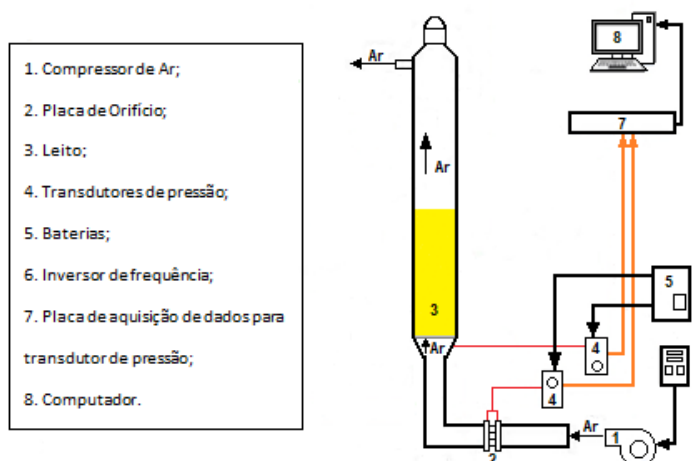 1. Compressor de Ar;
2. Placa de Orifício;
3. Leito;
4. Transdutores de pressão;
5. Baterias;
6. Inversor de frequência;
7. Placa de aquisição de dados para
transdutor de pressão;
8. Computador.
Ar
8
7
Ar
5
3
Ar
4
4
Ar
1
2